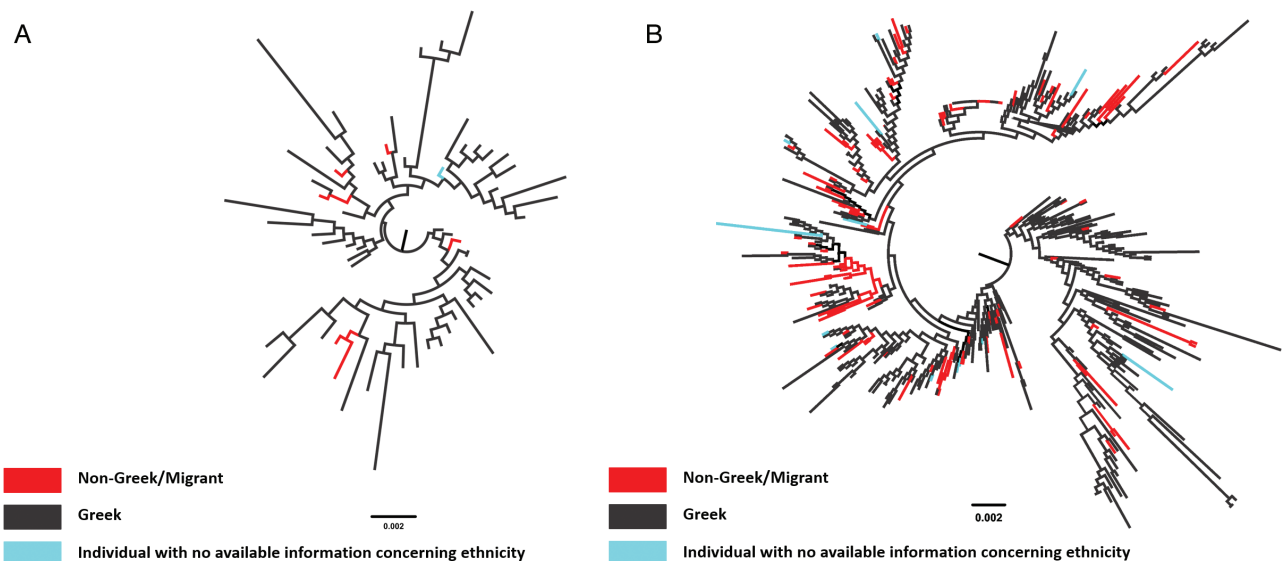 A
B
Non-Greek/Migrant
Greek
Individual with no available information concerning ethnicity
0.002
Non-Greek/Migrant
Greek
Individual with no available information concerning ethnicity
0.002